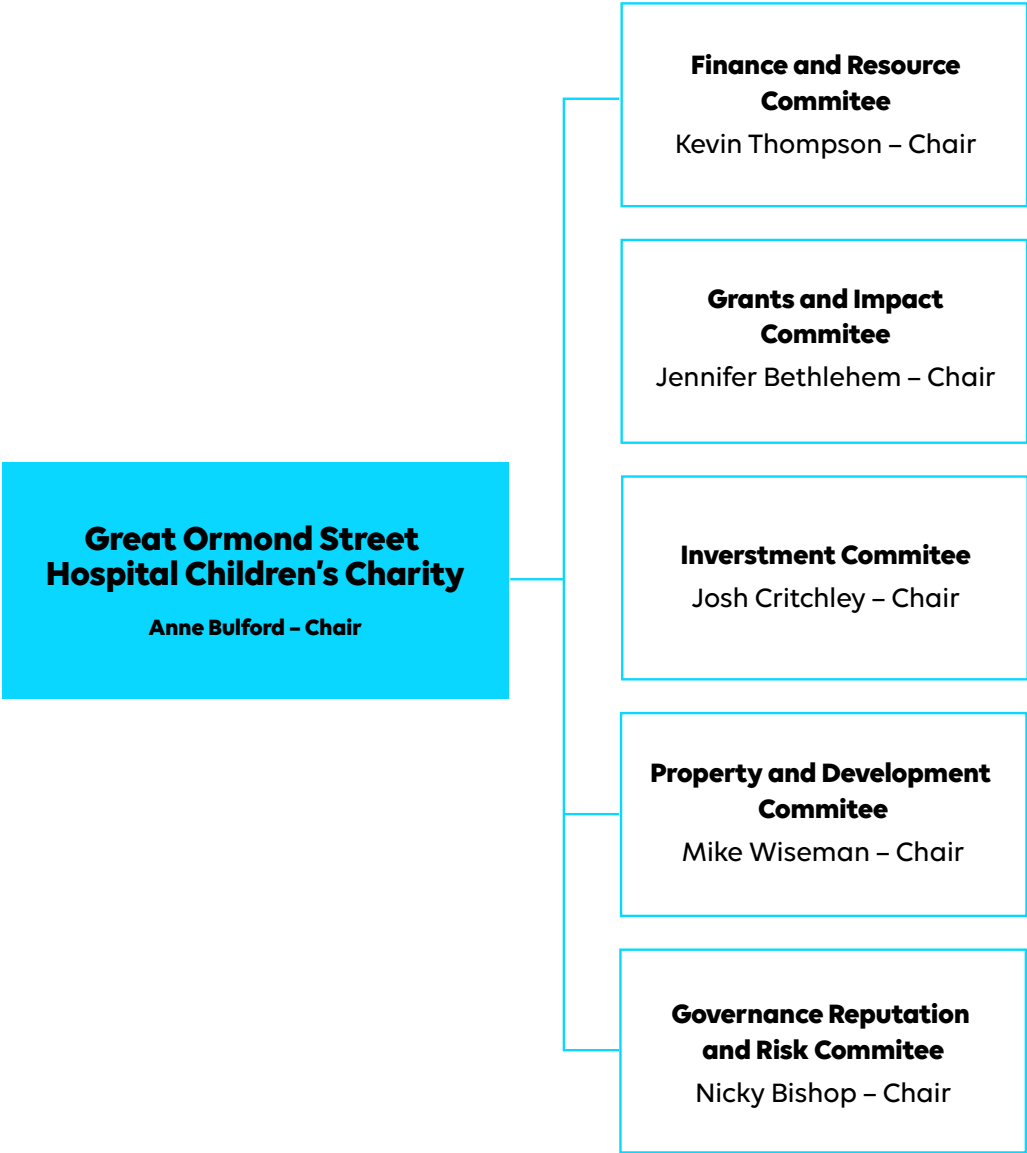 Finance and Resource
Commitee
Kevin Thompson – Chair
Grants and Impact
Commitee
Jennifer Bethlehem – Chair
Great Ormond Street
Hospital Children’s Charity
Anne Bulford – Chair
Inverstment Commitee
Josh Critchley – Chair
Property and Development
Commitee
Mike Wiseman – Chair
Governance Reputation
and Risk Commitee
Nicky Bishop – Chair